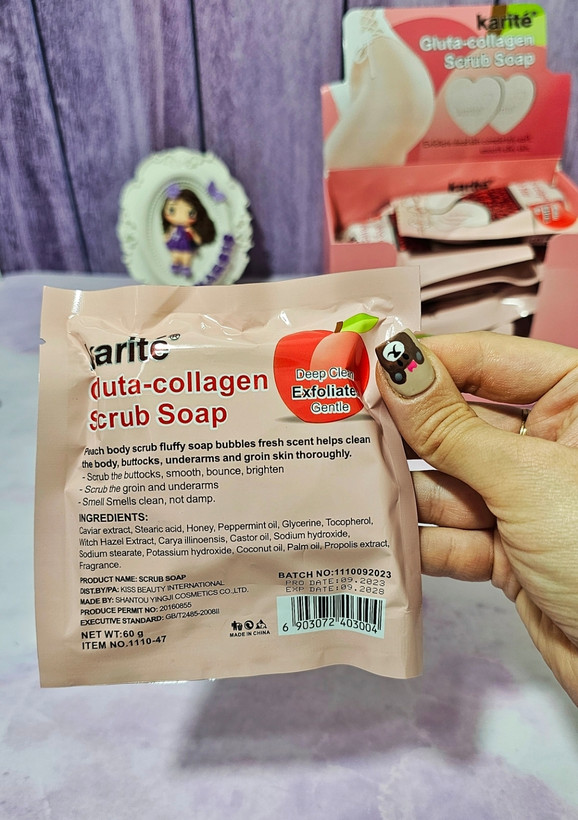 karité
Gluta-collagen
Scrub Soap
karité
karité
Gluta-collagen
Scrub Soap
Deep Clean
Exfoliate
Gentle
Peach body scrub fluffy soap bubbles fresh scent helps clean
the body, buttocks, underarms and groin skin thoroughly.
- Scrub the buttocks, smooth, bounce, brighten
- Scrub the groin and underarms
- Smell Smells clean, not damp.
INGREDIENTS:
Caviar extract, Stearic acid, Honey, Peppermint oil, Glycerine, Tocopherol,
Witch Hazel Extract, Carya illinoensis, Castor oil, Sodium hydroxide,
Sodium stearate, Potassium hydroxide, Coconut oil, Palm oil, Propolis extract,
Fragrance.
PRODUCT NAME: SCRUB SOAP
DIST.BY/PA: KISS BEAUTY INTERNATIONAL
MADE BY: SHANTOU YINGJI COSMETICS CO.,LTD.
PRODUCE PERMIT NO: 20160855
EXECUTIVE STANDARD: GB/T2485-2008II
NET WT:60 g
ITEM NO.1110-47
MADE IN CHINA
BATCH NO:1110092023
PRO DATE:09.2023
EXP DATE:09.2028
6 903072 403004